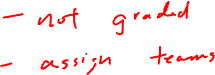 - not graded
- assign teams